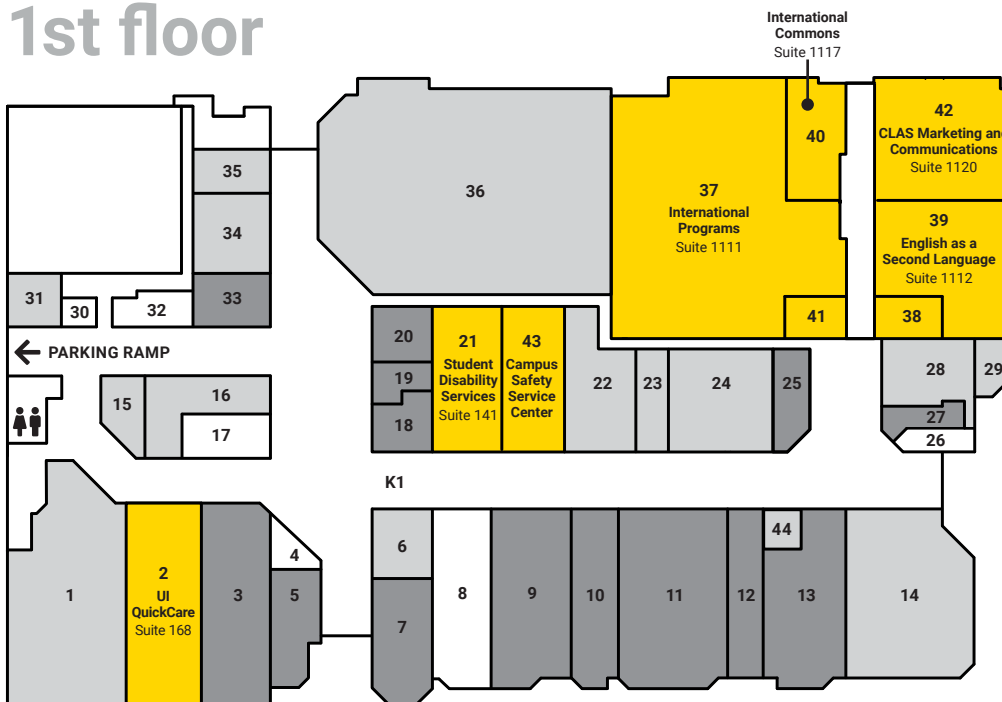 1st floor
International
Commons
Suite 1117
42
CLAS Marketing and
Communications
Suite 1120
40
35
36
37
International
Programs
Suite 1111
39
English as a
Second Language
Suite 1112
34
33
31
30
32
41
38
PARKING RAMP
20
19
18
21
Student
Disability
Services
Suite 141
43
Campus
Safety
Service
Center
22
23
24
25
28
29
27
26
15
16
17
K1
1
2
UI
QuickCare
Suite 168
3
4
5
6
7
8
9
10
11
12
44
13
14